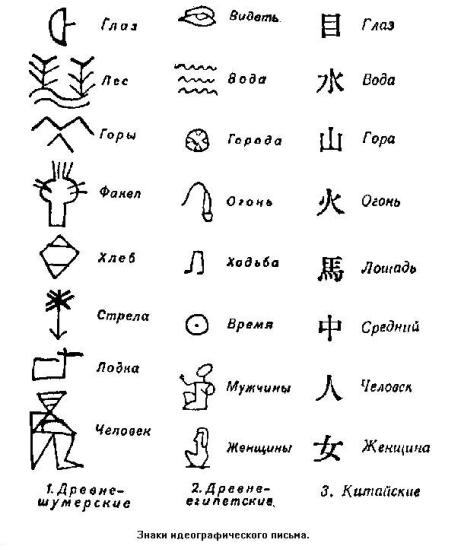 Глаз
Лес
Горы
Факел
Хлеб
Стрела
Лодка
Человек
1. Древне-
шумерские
Видеть
Вода
Города
Огонь
Ходьба
Время
Мужчины
Женщины
2. Древне-
египетские.
目 Глаз
水 Вода
山 Гора
火 Огонь
馬 Лошадь
中 Средний
人 Человек
女 Женщина
3. Китайские
Знаки идеографического письма.